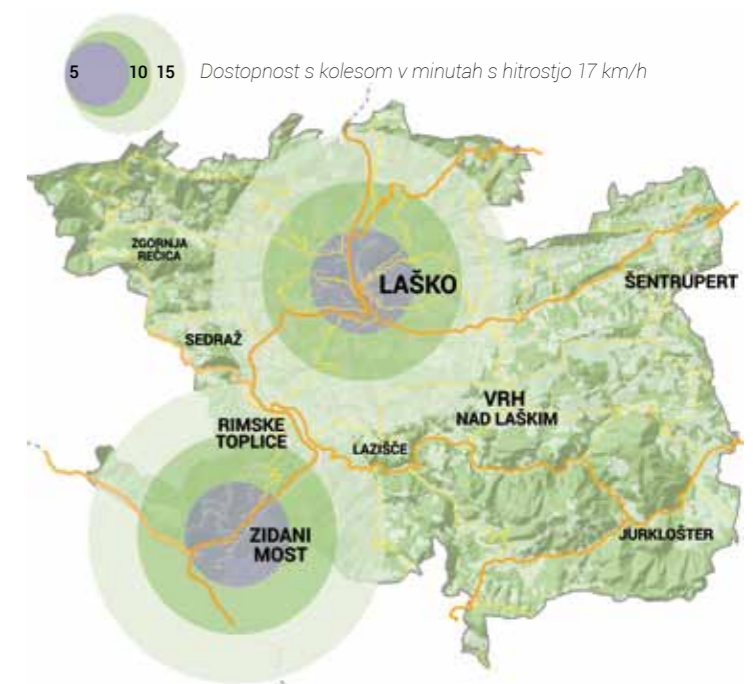 5 10 15 Dostopnost s kolesom v minutah s hitrostjo 17 km/h
ZGORNJA
REČICA
LAŠKO
ŠENTRUPERT
SEDRAŽ
VRH
NAD LAŠKIM
RIMSKE
TOPLICE
LAZIŠČE
ZIDANI
MOST
JURKLOŠTER